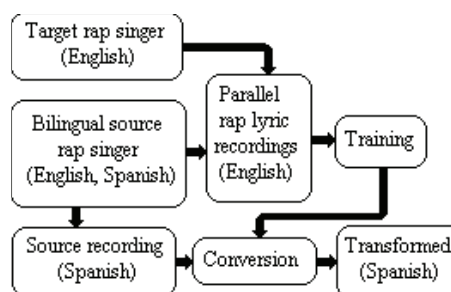 Target rap singer
(English)
Bilingual source
rap singer
(English, Spanish)
Parallel
rap lyric
recordings
(English)
Training
Source recording
(Spanish)
Conversion
Transformed
(Spanish)